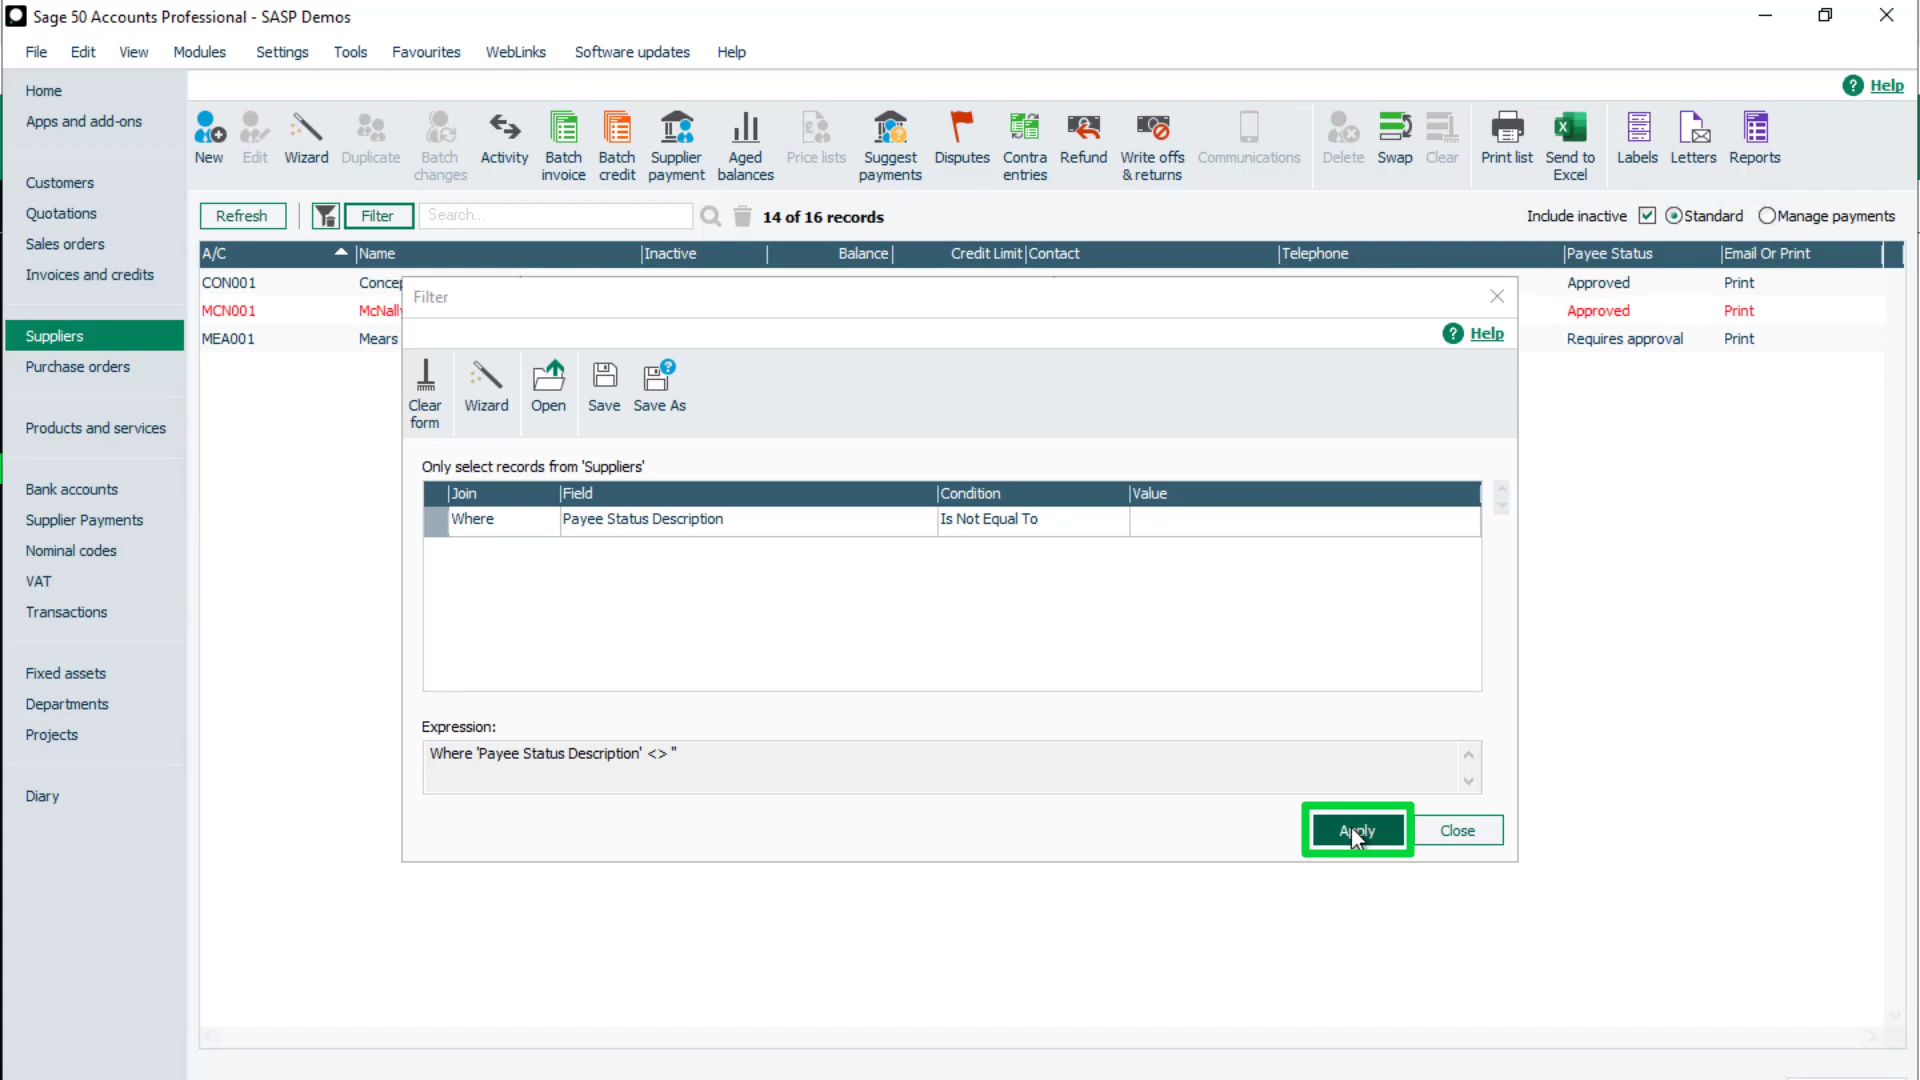 Sage 50 Accounts Professional - SASP Demos
File Edit View Modules Settings Tools Favourites WebLinks Software updates Help
Home
Apps and add-ons
Customers
Quotations
Sales orders
Invoices and credits
Suppliers
Purchase orders
Products and services
Bank accounts
Supplier Payments
Nominal codes
VAT
Transactions
Fixed assets
Departments
Projects
Diary
? Help
New Edit Wizard Duplicate Batch changes Activity Batch invoice Batch credit Supplier payment Aged balances Price lists Suggest payments Disputes Contra entries Refund Write offs & returns Communications Delete Swap Clear Print list Send to Excel Labels Letters Reports
Refresh Filter Search... 14 of 16 records Include inactive Standard Manage payments
A/C Name Inactive Balance Credit Limit Contact Telephone Payee Status Email Or Print
CON001 Concep Approved Print
MCN001 McNally Approved Print
MEA001 Mears Requires approval Print
Filter
? Help
Clear form Wizard Open Save Save As
Only select records from 'Suppliers'
Join Field Condition Value
Where Payee Status Description Is Not Equal To
Expression:
Where 'Payee Status Description' <> ''
Apply Close